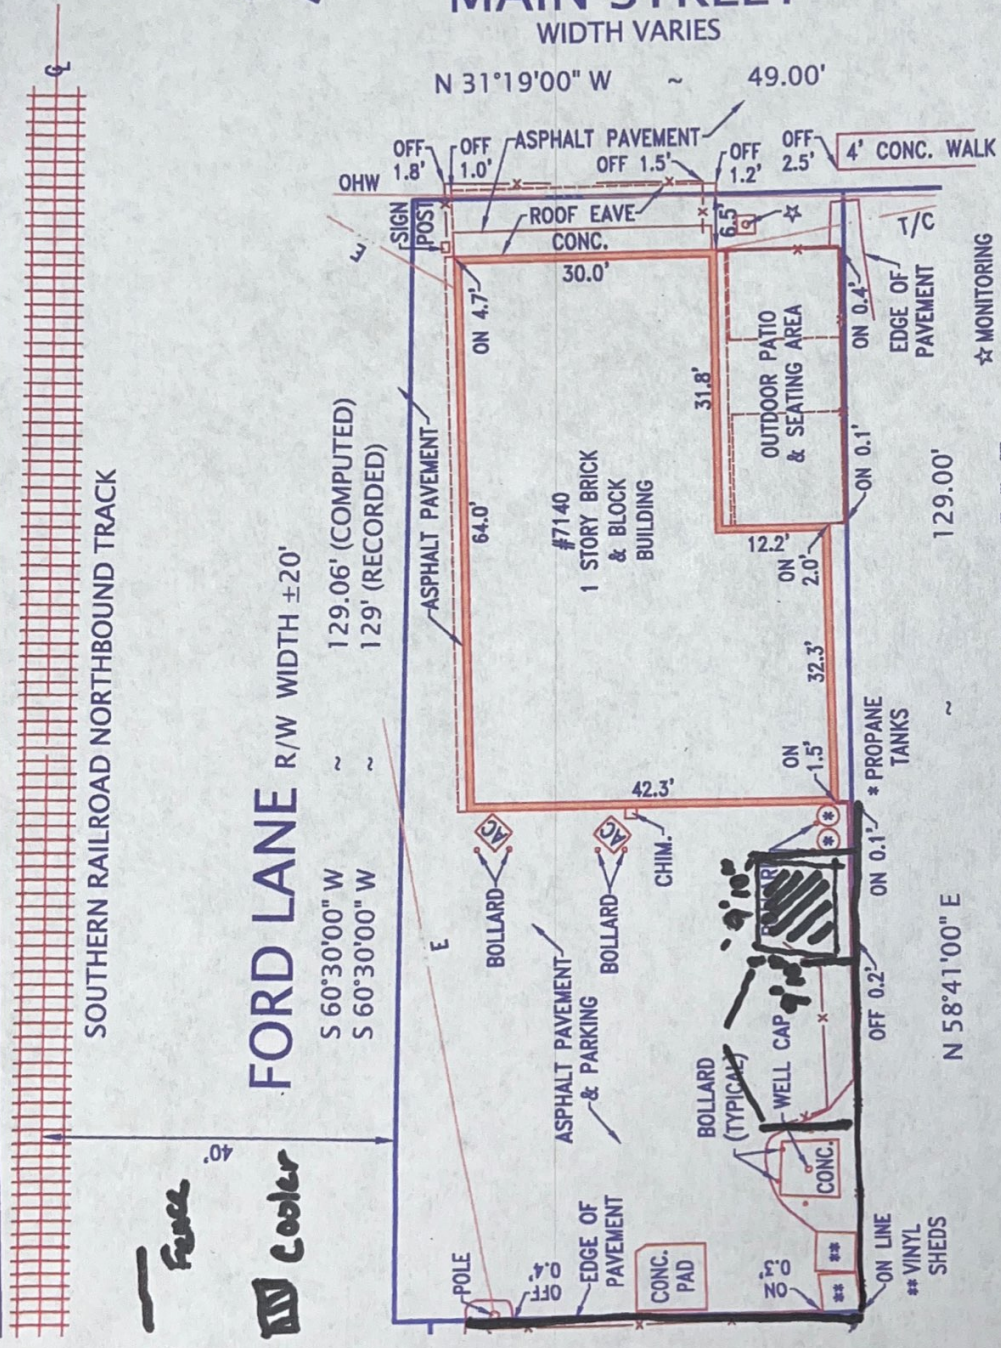 MAIN STREET
WIDTH VARIES
N 31°19'00" W ~ 49.00'
ASPHALT PAVEMENT
OFF
1.8'
OFF
1.0'
OFF 1.5'
OFF
1.2'
OFF
2.5'
4' CONC. WALK
OHW
SIGN
POST
ROOF EAVE
CONC.
6.5'
☆
T/C
E
30.0'
ON 4.7'
ON 0.4'
EDGE OF
PAVEMENT
☆ MONITORING
OUTDOOR PATIO
& SEATING AREA
31.8'
64.0'
#7140
1 STORY BRICK
& BLOCK
BUILDING
ON 0.1'
12.2'
ON
2.0'
32.3'
ON
1.5'
42.3'
129.00'
~
N 58°41'00" E
* PROPANE
TANKS
* *
ON 0.1'
OFF 0.2'
AC
AC
BOLLARD
BOLLARD
CHIM.
9'10"
9'10"
WELL CAP
BOLLARD
(TYPICAL)
CONC.
ASPHALT PAVEMENT
& PARKING
ASPHALT PAVEMENT
E
POLE
OFF
0.4'
EDGE OF
PAVEMENT
CONC.
PAD
ON
0.3'
**
**
ON LINE
** VINYL
SHEDS
SOUTHERN RAILROAD NORTHBOUND TRACK
FORD LANE R/W WIDTH ±20'
S 60°30'00" W ~ 129.06' (COMPUTED)
S 60°30'00" W ~ 129' (RECORDED)
40'
CL
Fence
Cooler